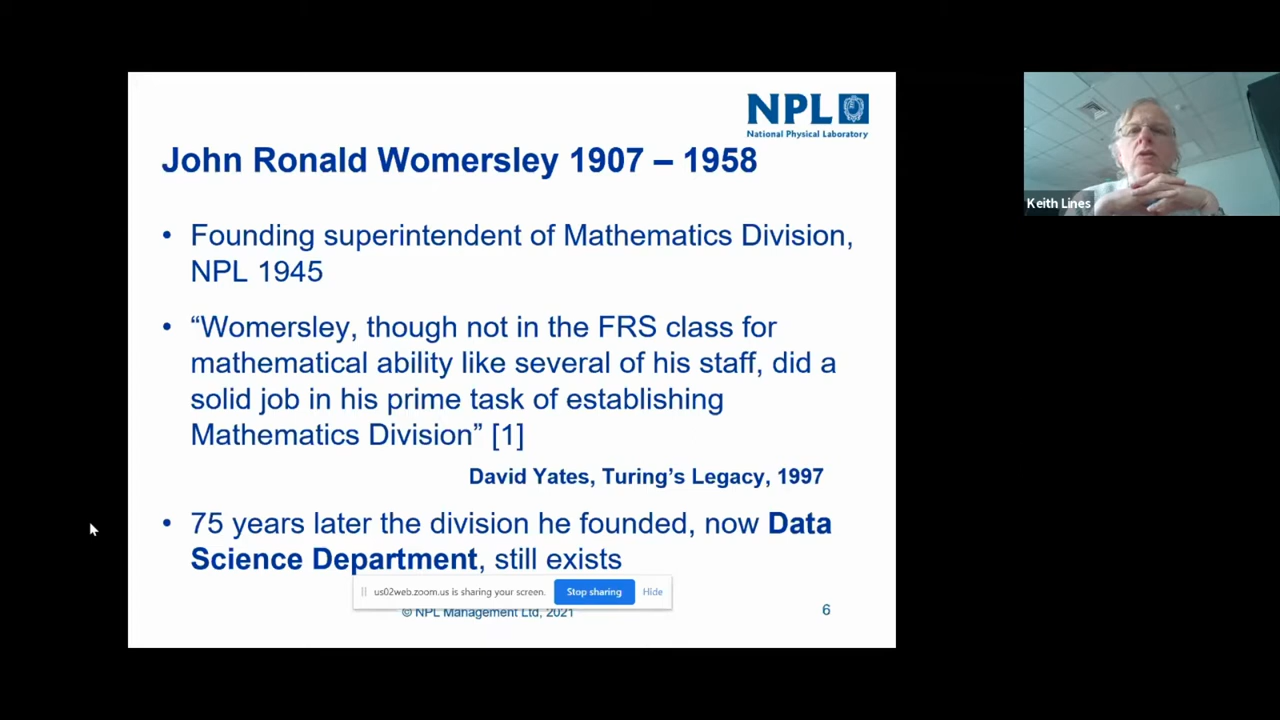 NPL
National Physical Laboratory
John Ronald Womersley 1907 – 1958
• Founding superintendent of Mathematics Division,
NPL 1945
• “Womersley, though not in the FRS class for
mathematical ability like several of his staff, did a
solid job in his prime task of establishing
Mathematics Division” [1]
David Yates, Turing’s Legacy, 1997
• 75 years later the division he founded, now Data
Science Department, still exists
us02web.zoom.us is sharing your screen.
Stop sharing
Hide
© NPL Management Ltd, 2021
6
Keith Lines